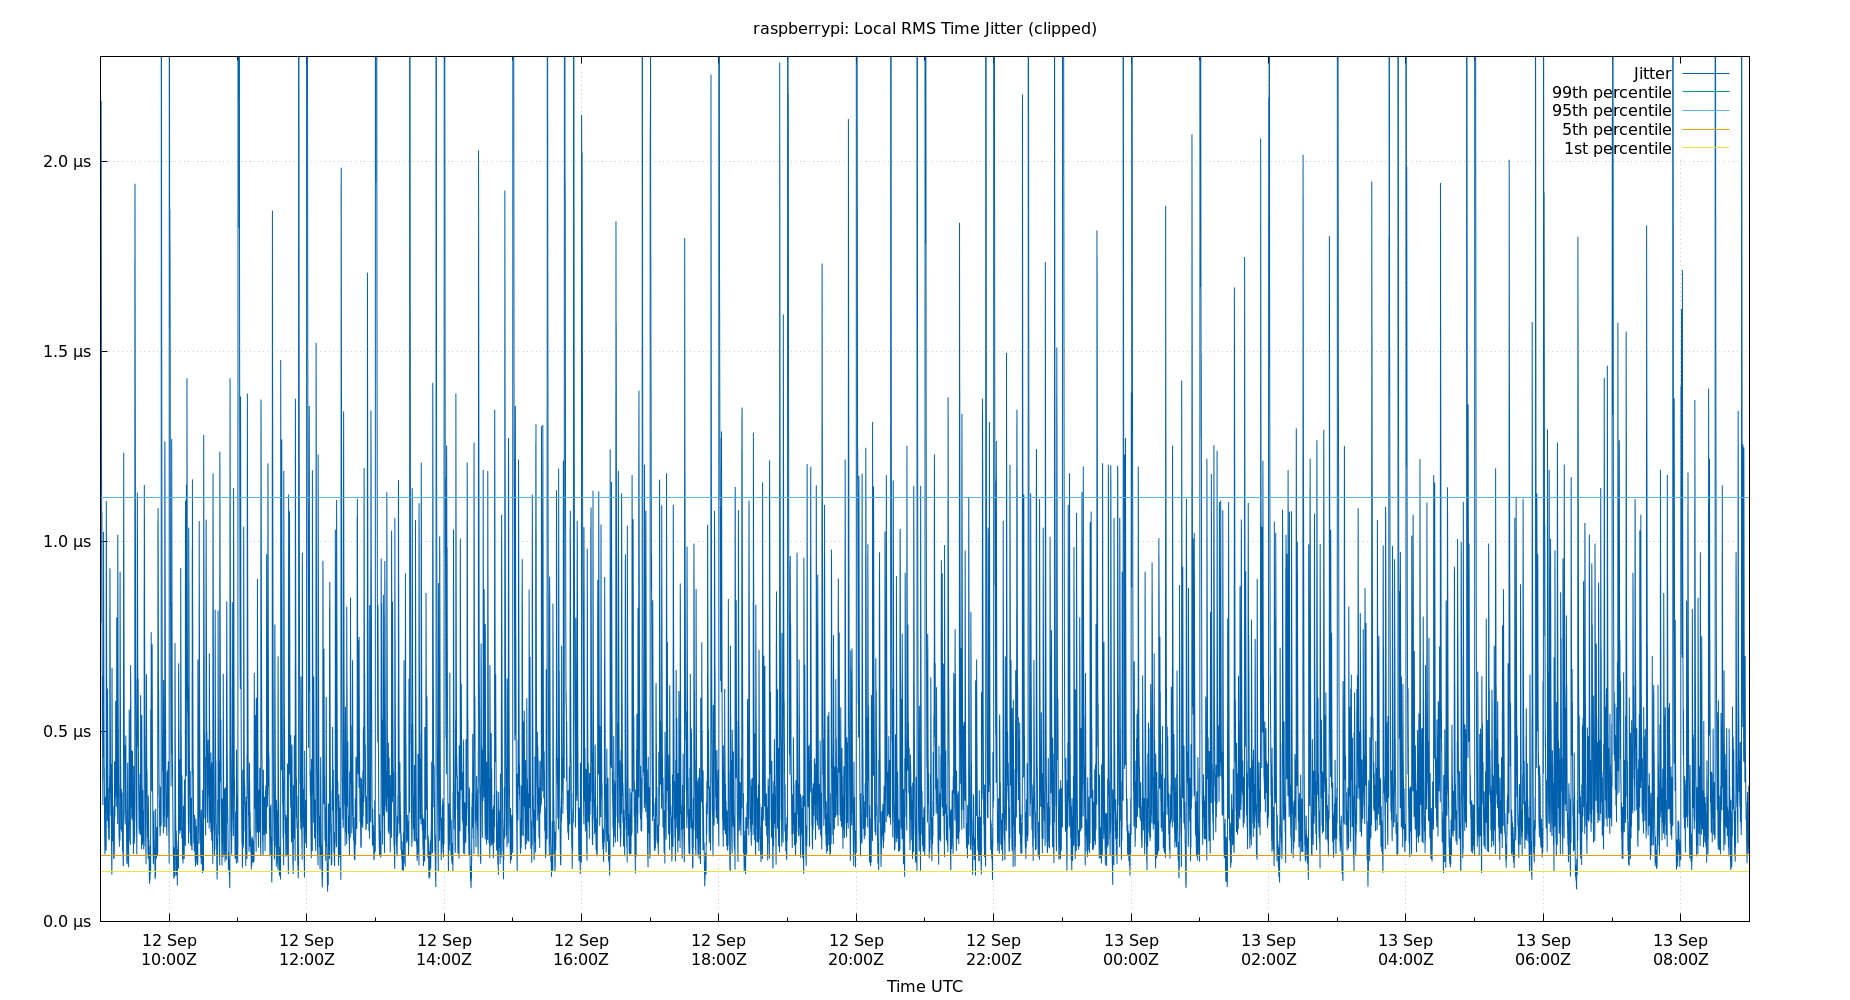 raspberrypi: Local RMS Time Jitter (clipped)
Jitter
99th percentile
95th percentile
5th percentile
1st percentile
2.0 µs
1.5 µs
1.0 µs
0.5 µs
0.0 µs
12 Sep 12 Sep 12 Sep 12 Sep 12 Sep 12 Sep 12 Sep 13 Sep 13 Sep 13 Sep 13 Sep 13 Sep
10:00Z 12:00Z 14:00Z 16:00Z 18:00Z 20:00Z 22:00Z 00:00Z 02:00Z 04:00Z 06:00Z 08:00Z
Time UTC